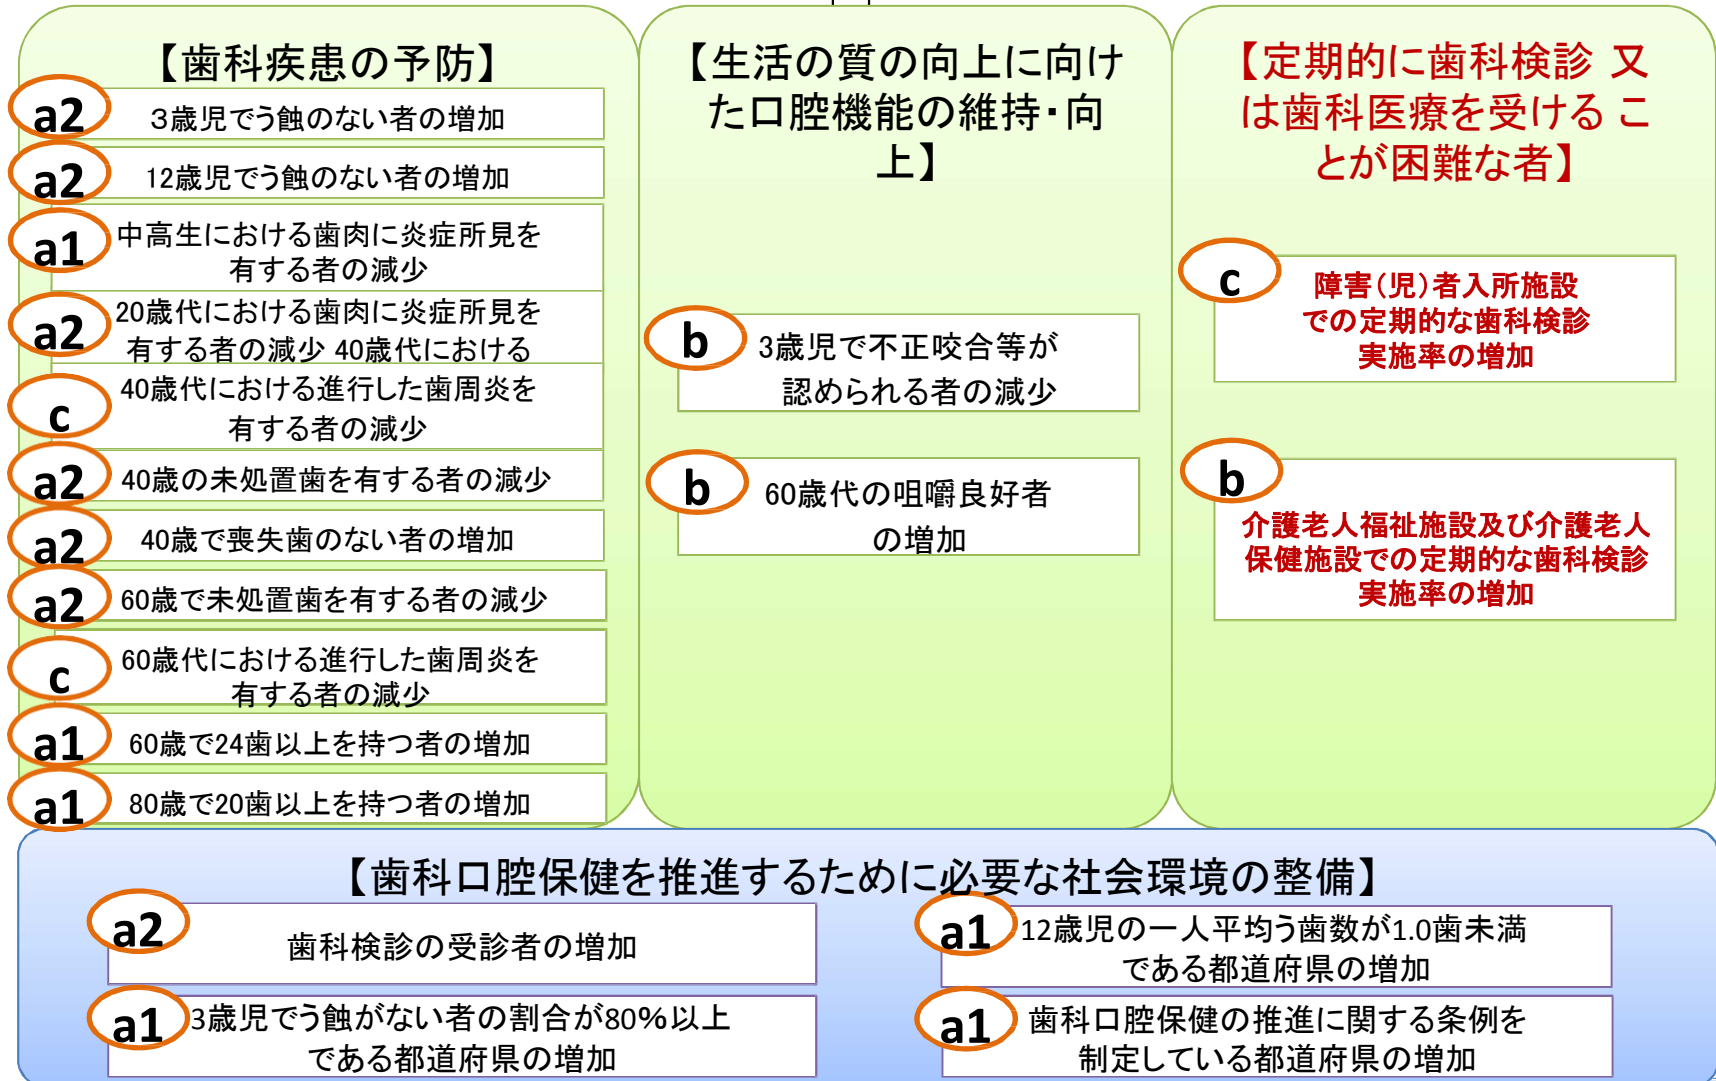 【歯科疾患の予防】
a2
３歳児でう蝕のない者の増加
a2
12歳児でう蝕のない者の増加
a1
中高生における歯肉に炎症所見を
有する者の減少
a2
20歳代における歯肉に炎症所見を
有する者の減少 40歳代における
c
40歳代における進行した歯周炎を
有する者の減少
a2
40歳の未処置歯を有する者の減少
a2
40歳で喪失歯のない者の増加
a2
60歳で未処置歯を有する者の減少
c
60歳代における進行した歯周炎を
有する者の減少
a1
60歳で24歯以上を持つ者の増加
a1
80歳で20歯以上を持つ者の増加
【生活の質の向上に向け
た口腔機能の維持・向
上】
b
3歳児で不正咬合等が
認められる者の減少
b
60歳代の咀嚼良好者
の増加
【定期的に歯科検診 又
は歯科医療を受ける こ
とが困難な者】
c
障害（児）者入所施設
での定期的な歯科検診
実施率の増加
b
介護老人福祉施設及び介護老人
保健施設での定期的な歯科検診
実施率の増加
【歯科口腔保健を推進するために必要な社会環境の整備】
a2
歯科検診の受診者の増加
a1
3歳児でう蝕がない者の割合が80%以上
である都道府県の増加
a1
12歳児の一人平均う歯数が1.0歯未満
である都道府県の増加
a1
歯科口腔保健の推進に関する条例を
制定している都道府県の増加